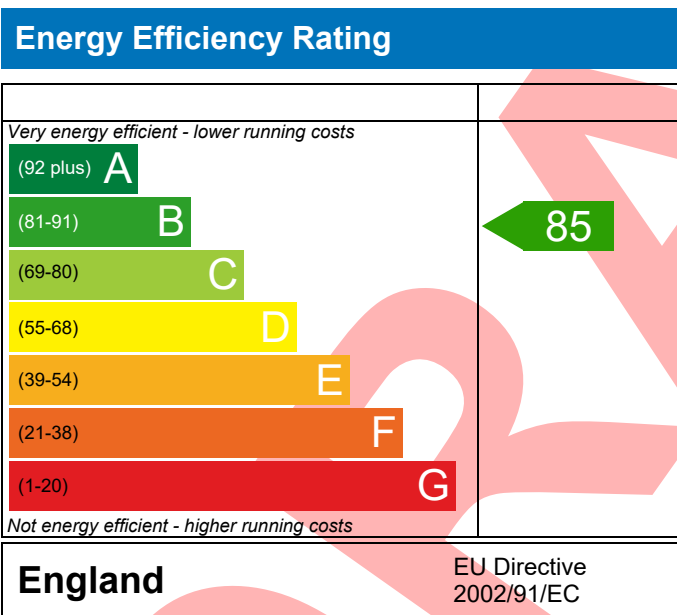 Energy Efficiency Rating
Very energy efficient - lower running costs
(92 plus) A
(81-91) B
85
(69-80) C
(55-68) D
(39-54) E
(21-38) F
(1-20) G
Not energy efficient - higher running costs
England
EU Directive
2002/91/EC